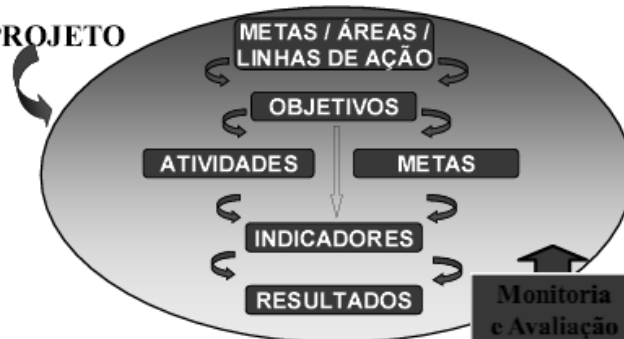 PROJETO
METAS / ÁREAS /
LINHAS DE AÇÃO
OBJETIVOS
ATIVIDADES
METAS
INDICADORES
RESULTADOS
Monitoria
e Avaliação